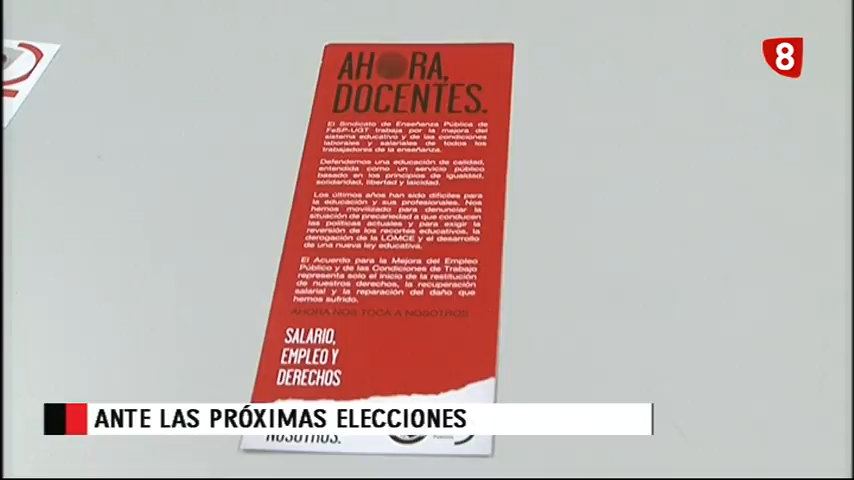 8
AHORA,
DOCENTES.
El Sindicato de Enseñanza Pública de
FeSP-UGT trabaja por la mejora del
sistema educativo y de las condiciones
laborales y salariales de todos los
trabajadores de la enseñanza.
Defendemos una educación de calidad,
entendida como un servicio público
basado en los principios de igualdad,
solidaridad, libertad y laicidad.
Los últimos años han sido difíciles para
la educación y sus profesionales. Nos
hemos movilizado para denunciar la
situación de precariedad a que conducen
las políticas actuales y para exigir la
reversión de los recortes educativos, la
derogación de la LOMCE y el desarrollo
de una nueva ley educativa.
El Acuerdo para la Mejora del Empleo
Público y de las Condiciones de Trabajo
representa solo el inicio de la restitución
de nuestros derechos, la recuperación
salarial y la reparación del daño que
hemos sufrido.
AHORA NOS TOCA A NOSOTROS
SALARIO,
EMPLEO Y
DERECHOS
ANTE LAS PRÓXIMAS ELECCIONES
NOSOTROS.